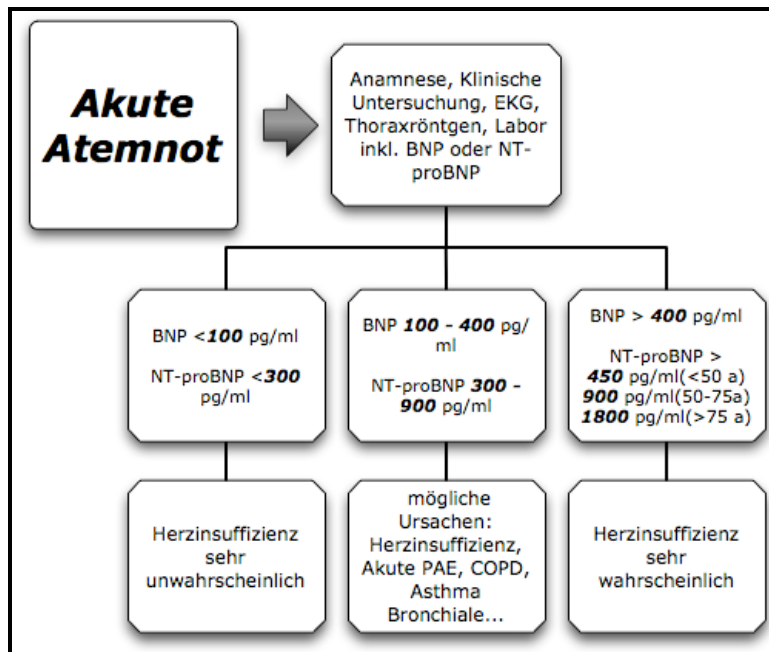 Akute
Atemnot
Anamnese, Klinische
Untersuchung, EKG,
Thoraxröntgen, Labor
inkl. BNP oder NT-
proBNP
BNP <100 pg/ml
NT-proBNP <300
pg/ml
BNP 100 - 400 pg/
ml
NT-proBNP 300 -
900 pg/ml
BNP > 400 pg/ml
NT-proBNP >
450 pg/ml(<50 a)
900 pg/ml(50-75a)
1800 pg/ml(>75 a)
Herzinsuffizienz
sehr
unwahrscheinlich
mögliche
Ursachen:
Herzinsuffizienz,
Akute PAE, COPD,
Asthma
Bronchiale...
Herzinsuffizienz
sehr
wahrscheinlich